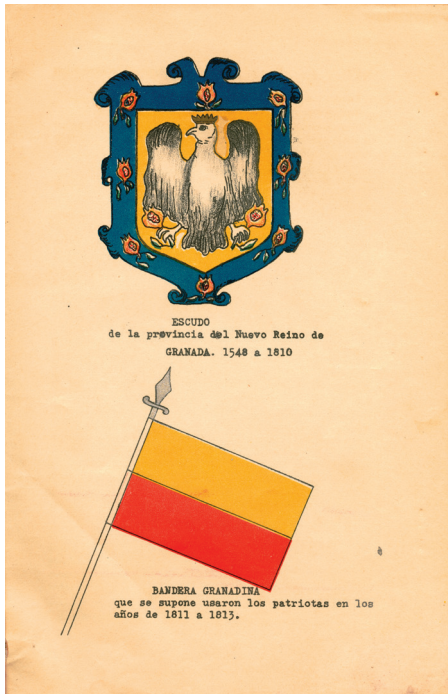 ESCUDO
de la provincia del Nuevo Reino de
GRANADA. 1548 a 1810
BANDERA GRANADINA
que se supone usaron los patriotas en los
años de 1811 a 1813.